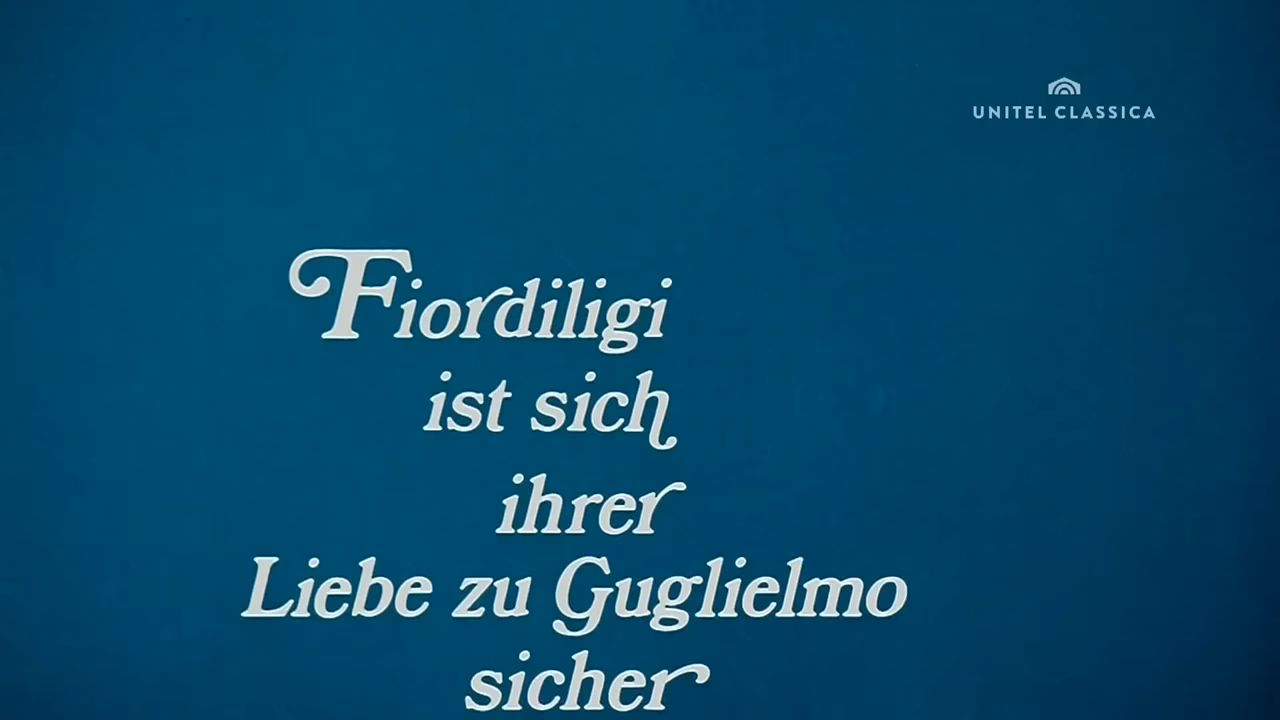 UNITEL CLASSICA
Fiordiligi
ist sich
ihrer
Liebe zu Guglielmo
sicher